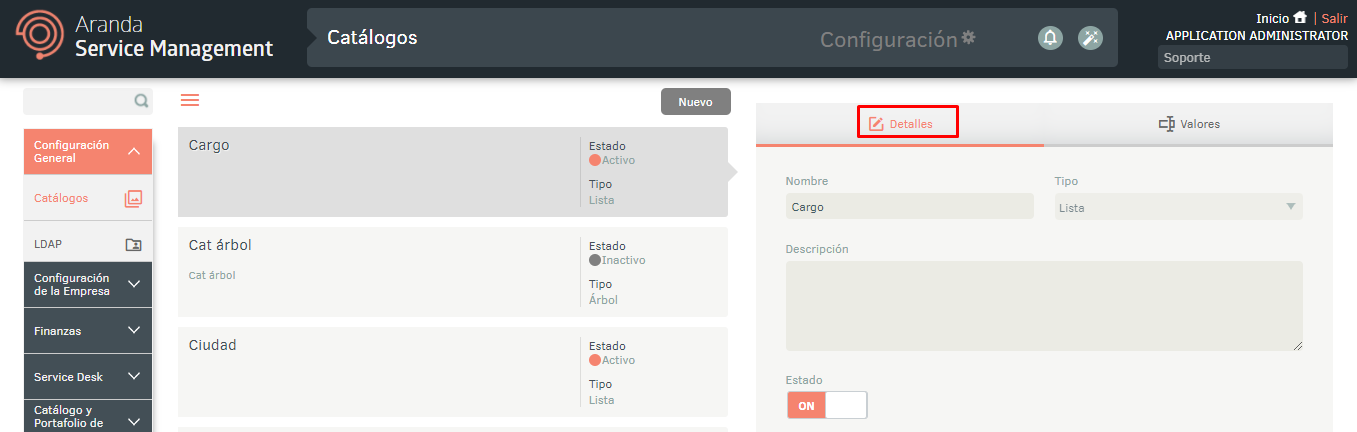 Aranda
Service Management
Catálogos
Configuración
Inicio | Salir
APPLICATION ADMINISTRATOR
Soporte
Configuración
General
Catálogos
LDAP
Configuración
de la Empresa
Finanzas
Service Desk
Catálogo y
Portafolio de
Nuevo
Cargo
Estado
Activo
Tipo
Lista
Cat árbol
Cat árbol
Estado
Inactivo
Tipo
Árbol
Ciudad
Estado
Activo
Tipo
Lista
Detalles
Valores
Nombre
Cargo
Tipo
Lista
Descripción
Estado
ON